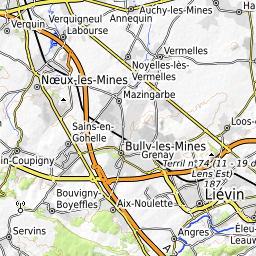 Auchy-les-Mines
Verquigneul
Annequin
Verquin
Labourse
Vermelles
Noyelles-lès-
Vermelles
Nœux-les-Mines
Mazingarbe
Loos-
Sains-en-
Gohelle
Bully-les-Mines
Grenay
in-Coupigny
Terril n°74 (11 - 19 d
Lens Est)
187
Bouvigny-
Boyeffles
Liévin
Aix-Noulette
Servins
Angres
Éleu-
Leauw